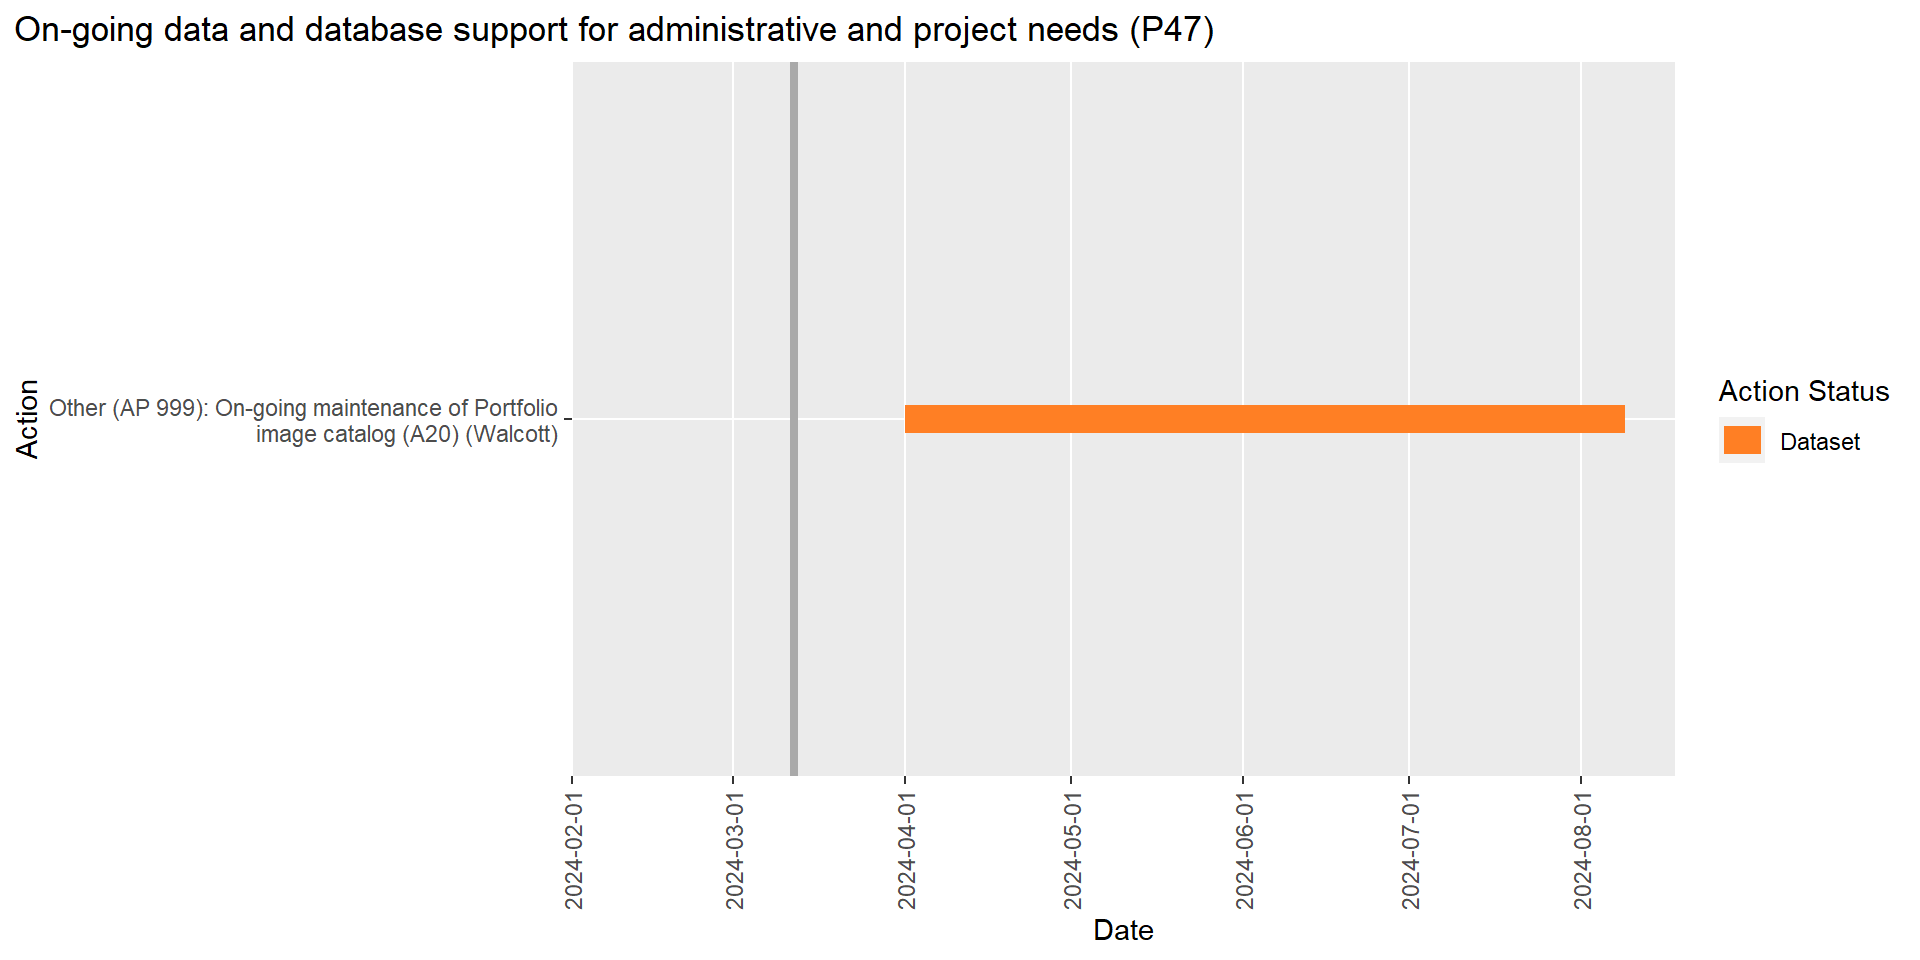 On-going data and database support for administrative and project needs (P47)
Action
Other (AP 999): On-going maintenance of Portfolio
image catalog (A20) (Walcott)
Action Status
Dataset
2024-02-01
2024-03-01
2024-04-01
2024-05-01
2024-06-01
2024-07-01
2024-08-01
Date